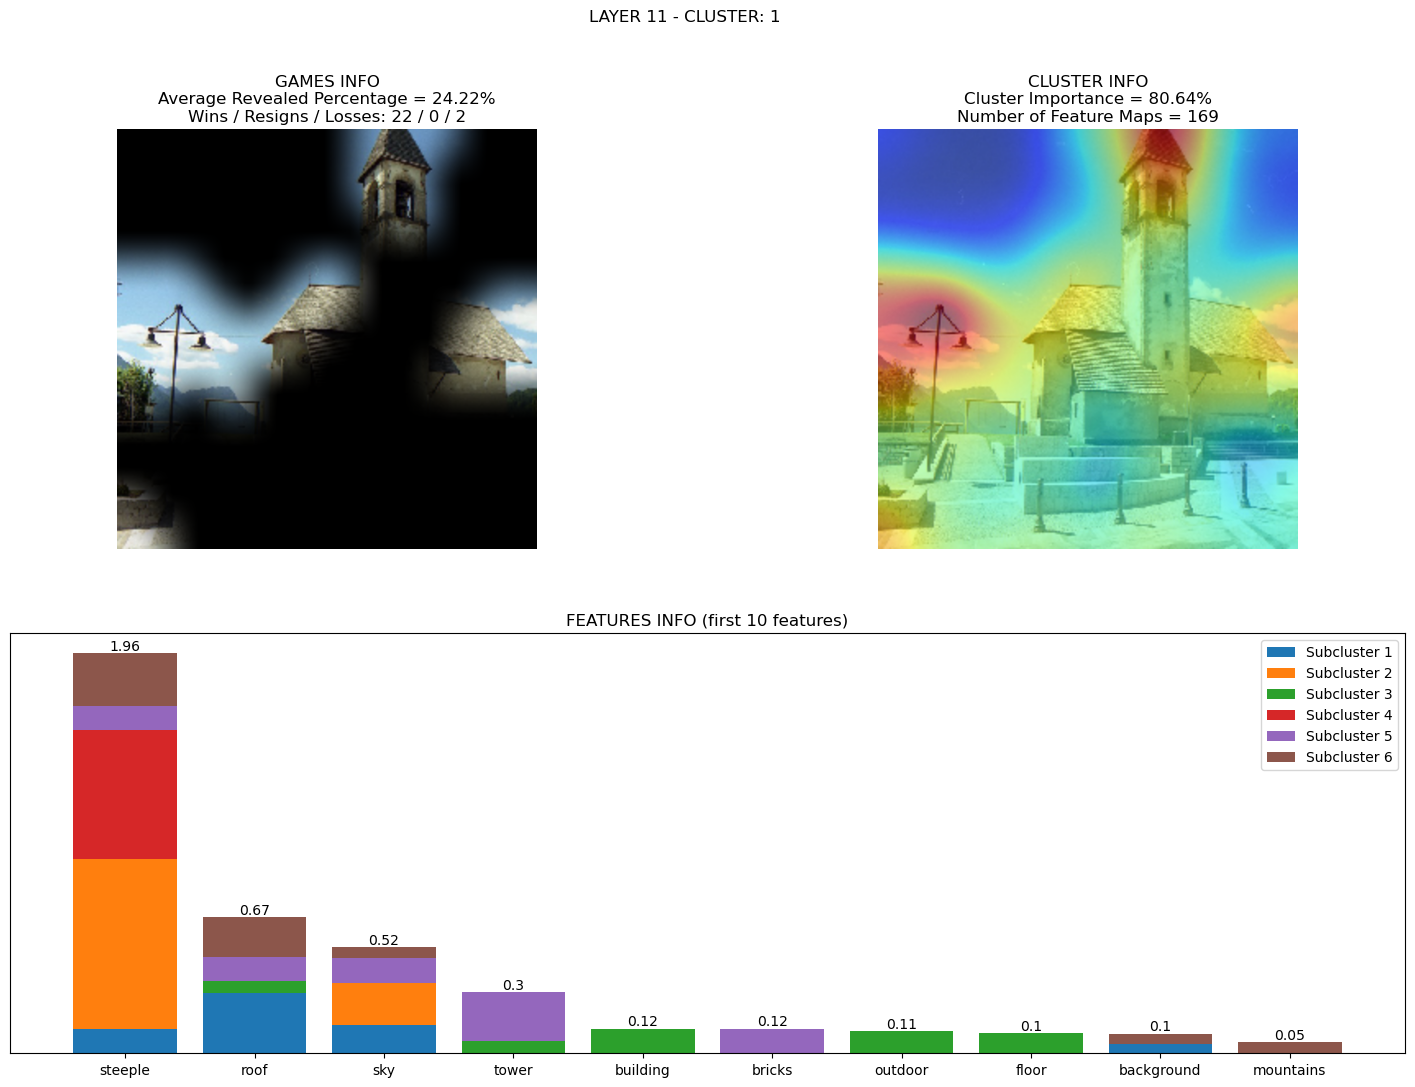 LAYER 11 - CLUSTER: 1
GAMES INFO
Average Revealed Percentage = 24.22%
Wins / Resigns / Losses: 22 / 0 / 2
CLUSTER INFO
Cluster Importance = 80.64%
Number of Feature Maps = 169
FEATURES INFO (first 10 features)
1.96
0.67
0.52
0.3
0.12
0.12
0.11
0.1
0.1
0.05
Subcluster 1
Subcluster 2
Subcluster 3
Subcluster 4
Subcluster 5
Subcluster 6
steeple roof sky tower building bricks outdoor floor background mountains